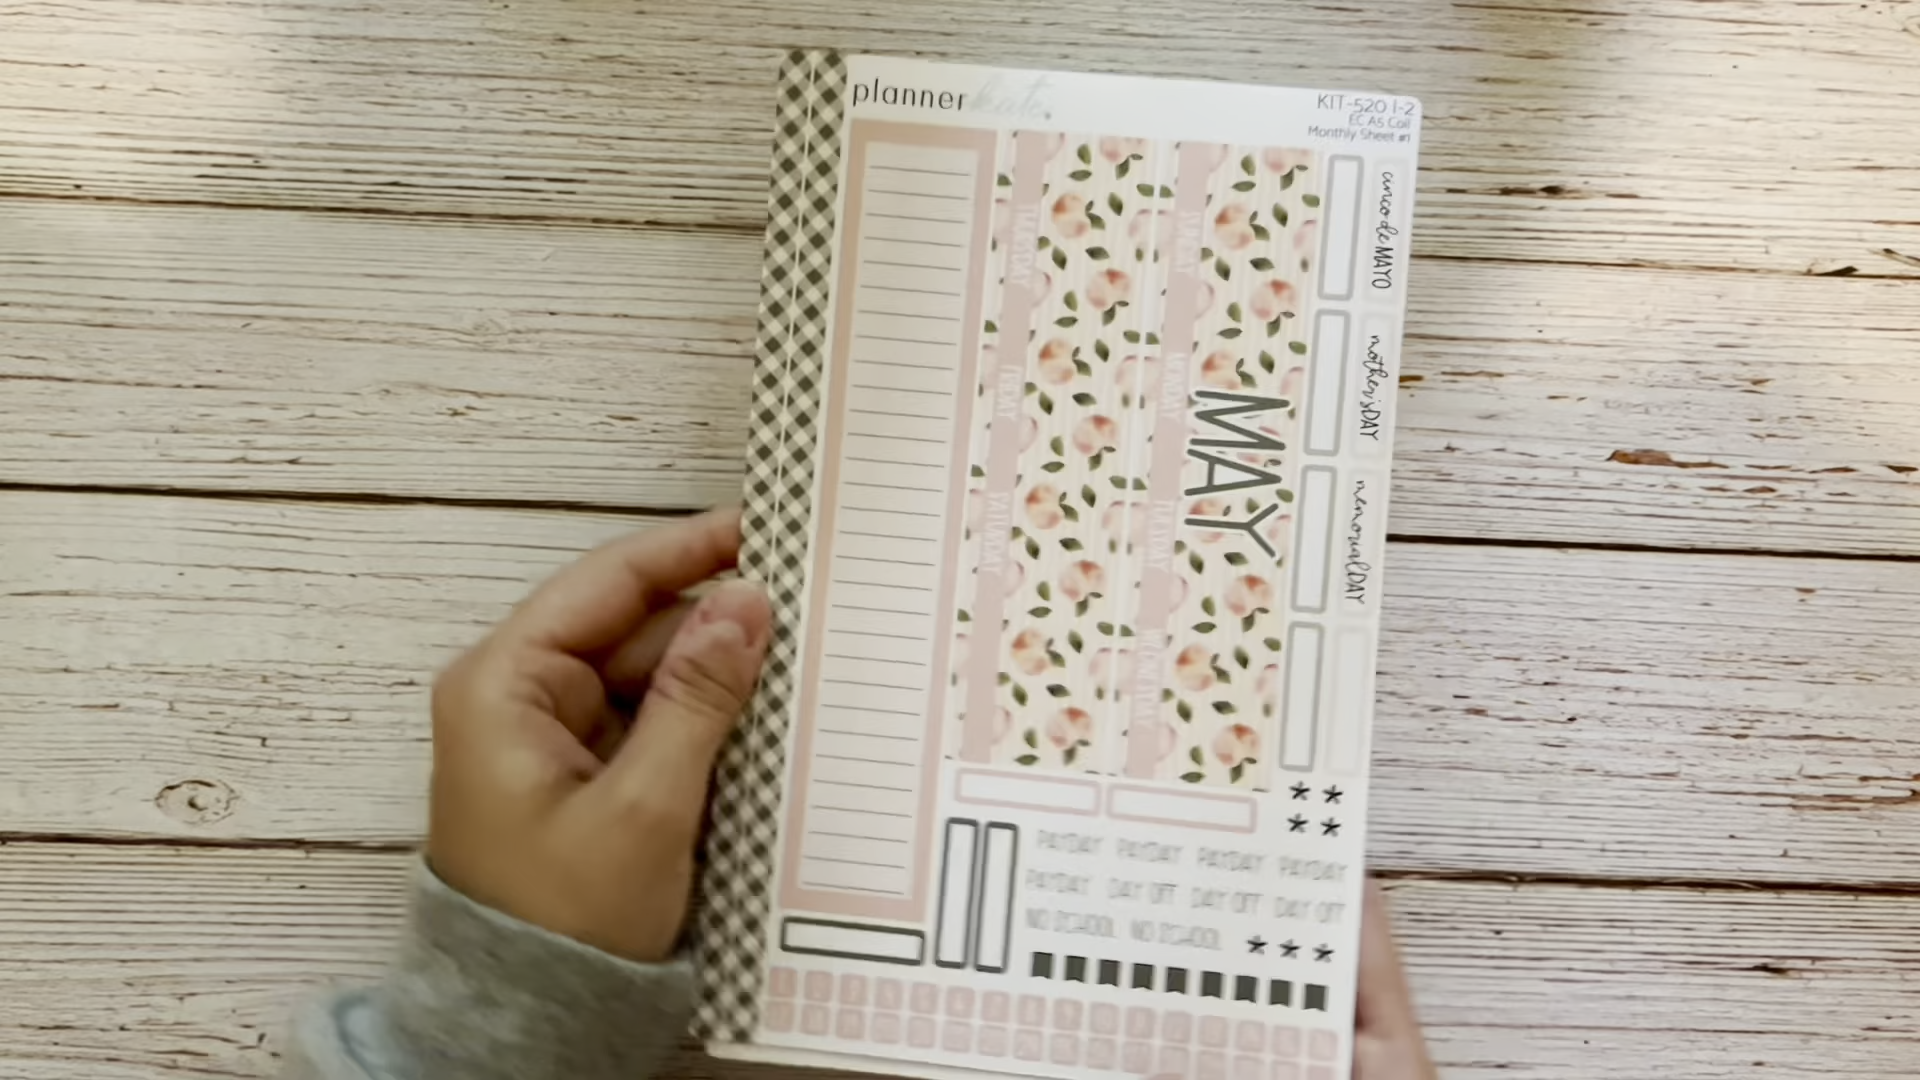 planner kate.
KIT-520 1-2
EC A5 Coil
Monthly Sheet #1
cinco de MAYO
mother's DAY
memorial DAY
MAY
SUNDAY
MONDAY
TUESDAY
WEDNESDAY
THURSDAY
FRIDAY
SATURDAY
PAYDAY PAYDAY PAYDAY PAYDAY
PAYDAY DAY OFF DAY OFF DAY OFF
NO SCHOOL NO SCHOOL